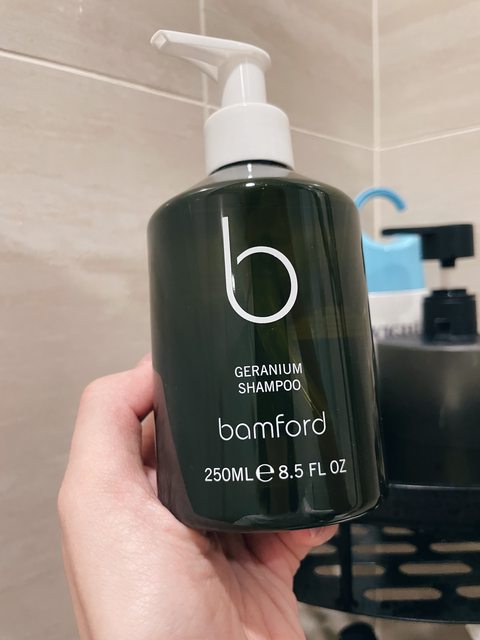 b
GERANIUM
SHAMPOO
bamford
250ML ℮ 8.5 FL OZ